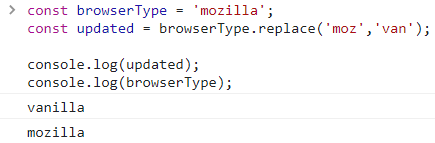 const browserType = 'mozilla';
const updated = browserType.replace('moz','van');
console.log(updated);
console.log(browserType);
vanilla
mozilla